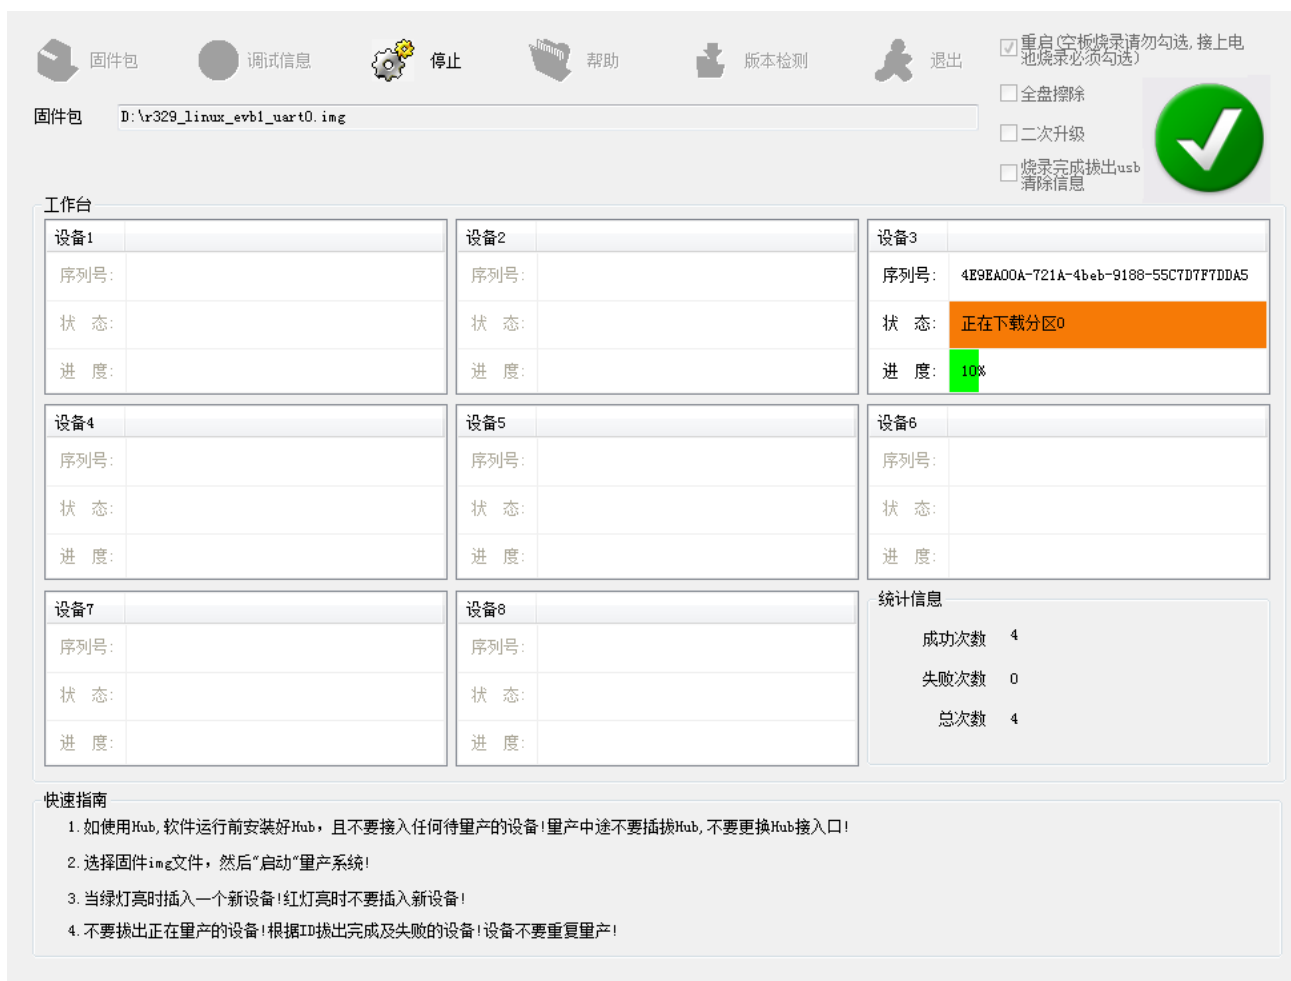 固件包
调试信息
停止
帮助
版本检测
退出
重启(空板烧录请勿勾选,接上电
池烧录必须勾选)
固件包 D:\r329_linux_evb1_uart0.img
全盘擦除
二次升级
烧录完成拔出usb
清除信息
工作台
设备1
序列号:
状 态:
进 度:
设备2
序列号:
状 态:
进 度:
设备3
序列号: 4E9EA00A-721A-4beb-9188-55C7D7F7DDA5
状 态: 正在下载分区0
进 度: 10%
设备4
序列号:
状 态:
进 度:
设备5
序列号:
状 态:
进 度:
设备6
序列号:
状 态:
进 度:
设备7
序列号:
状 态:
进 度:
设备8
序列号:
状 态:
进 度:
统计信息
成功次数 4
失败次数 0
总次数 4
快速指南
1.如使用Hub,软件运行前安装好Hub，且不要接入任何待量产的设备!量产中途不要插拔Hub,不要更换Hub接入口!
2.选择固件img文件，然后“启动“量产系统!
3.当绿灯亮时插入一个新设备!红灯亮时不要插入新设备!
4.不要拔出正在量产的设备!根据ID拔出完成及失败的设备!设备不要重复量产!